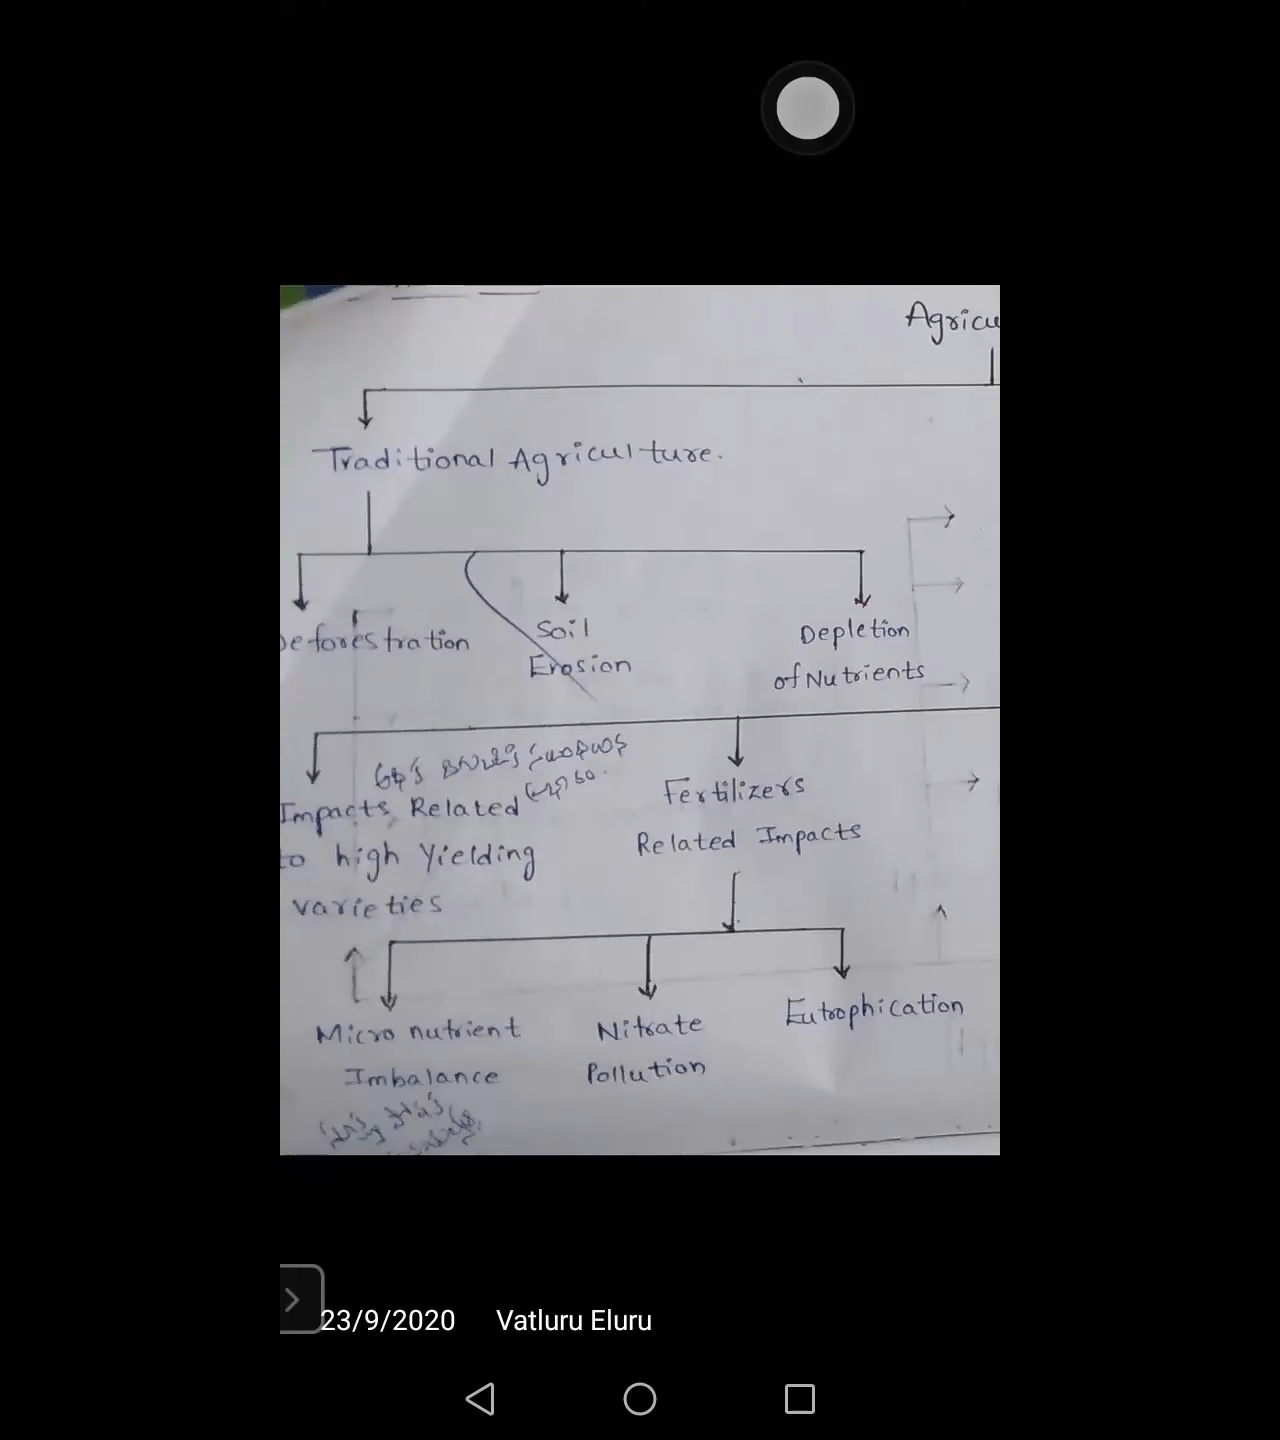 Agricu
Traditional Agriculture.
Deforestration
Soil
Erosion
Depletion
of Nutrients
Impacts Related
to high Yielding
varieties
Fertilizers
Related Impacts
Micro nutrient
Imbalance
Nitrate
Pollution
Eutrophication
23/9/2020 Vatluru Eluru